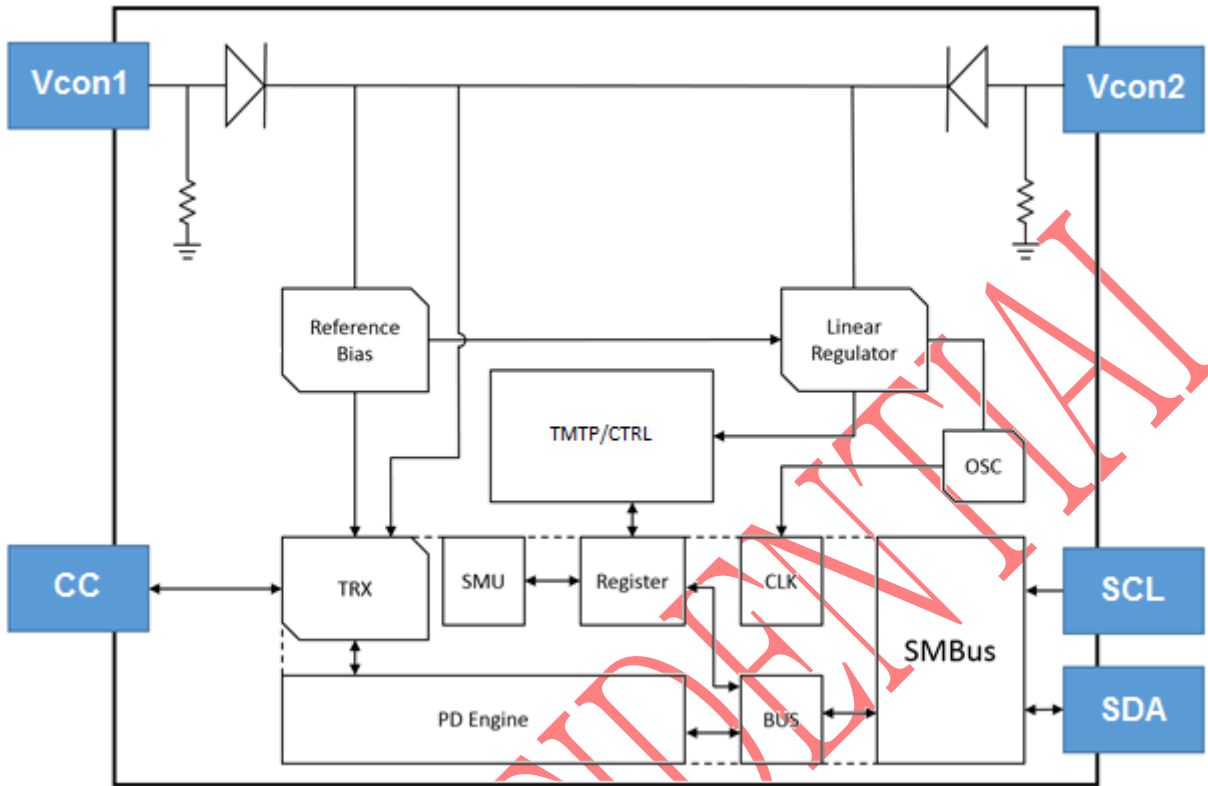 Vcon1
Vcon2
Reference
Bias
Linear
Regulator
TMTP/CTRL
OSC
CC
TRX
SMU
Register
CLK
SMBus
SCL
PD Engine
BUS
SDA
NDENTIAL